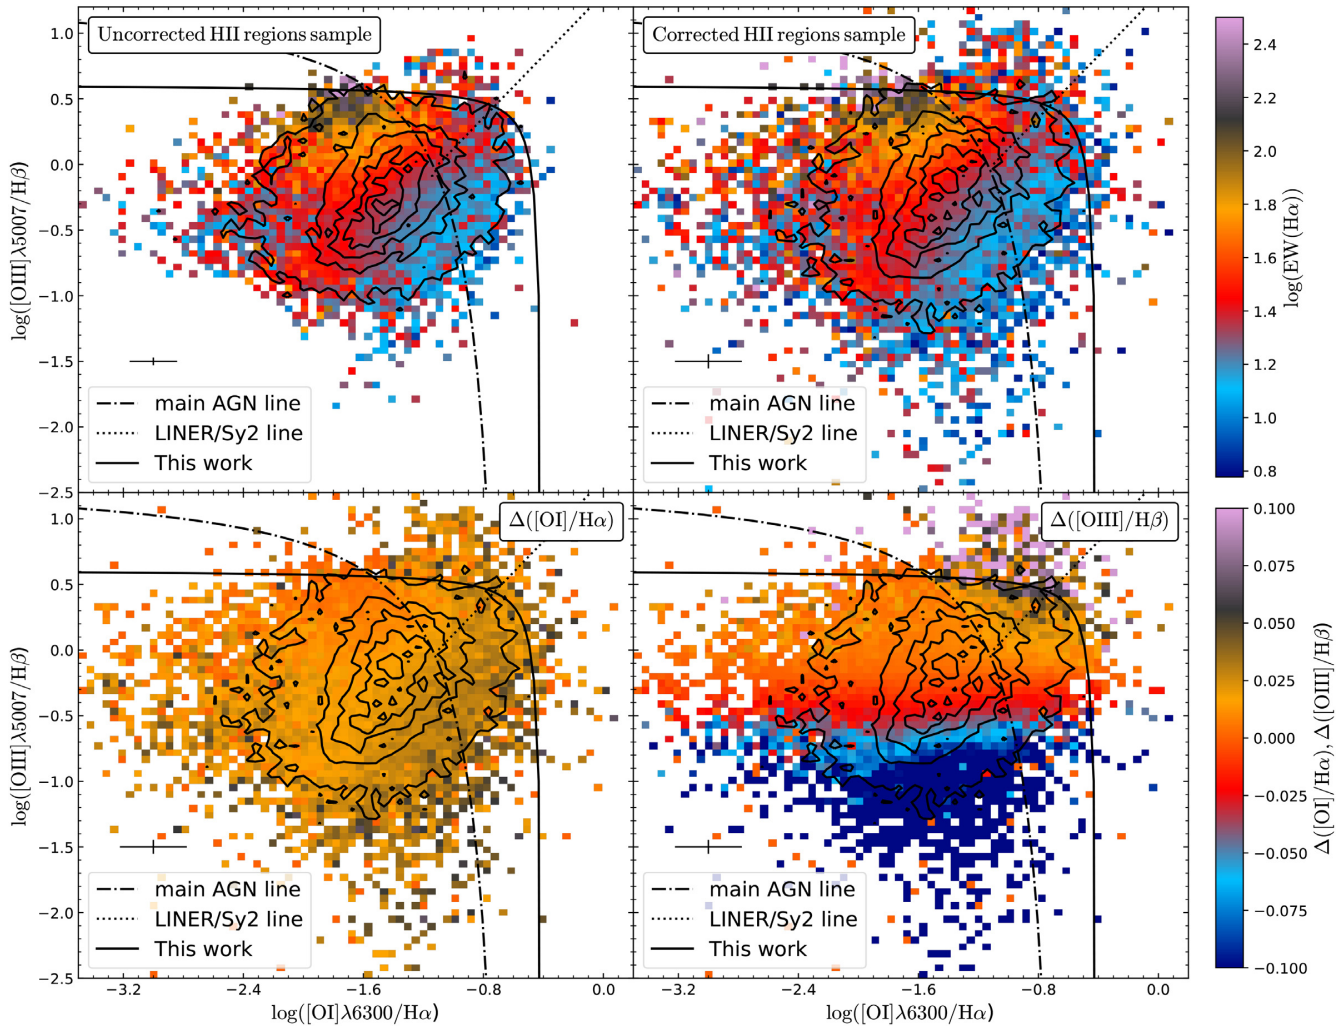 Uncorrected HII regions sample
Corrected HII regions sample
1.0
0.5
0.0
−0.5
−1.0
−1.5
−2.0
−2.5
log([OIII]λ5007/Hβ)
main AGN line
LINER/Sy2 line
This work
main AGN line
LINER/Sy2 line
This work
2.4
2.2
2.0
1.8
1.6
1.4
1.2
1.0
0.8
log(EW(Hα))
Δ([OI]/Hα)
Δ([OIII]/Hβ)
1.0
0.5
0.0
−0.5
−1.0
−1.5
−2.0
−2.5
log([OIII]λ5007/Hβ)
main AGN line
LINER/Sy2 line
This work
main AGN line
LINER/Sy2 line
This work
0.100
0.075
0.050
0.025
0.000
−0.025
−0.050
−0.075
−0.100
Δ([OI]/Hα), Δ([OIII]/Hβ)
−3.2 −2.4 −1.6 −0.8 0.0
−3.2 −2.4 −1.6 −0.8 0.0
log([OI]λ6300/Hα)
log([OI]λ6300/Hα)